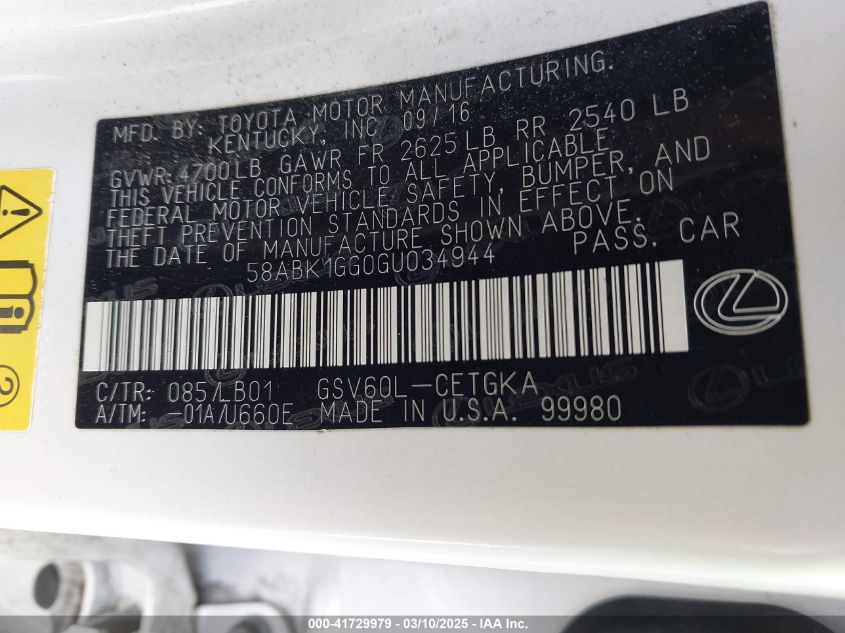 MFD. BY: TOYOTA MOTOR MANUFACTURING.
KENTUCKY, INC 09/16
GVWR: 4700LB GAWR FR 2625LB RR 2540 LB
THIS VEHICLE CONFORMS TO ALL APPLICABLE
FEDERAL MOTOR VEHICLE SAFETY, BUMPER, AND
THEFT PREVENTION STANDARDS IN EFFECT ON
THE DATE OF MANUFACTURE SHOWN ABOVE.
58ABK1GG0GU034944 PASS. CAR
C/TR: 085/LB01 GSV60L-CETGKA
A/TM: -01A/U660E MADE IN U.S.A. 99980
2
000-41729979 — 03/10/2025 — IAA Inc.